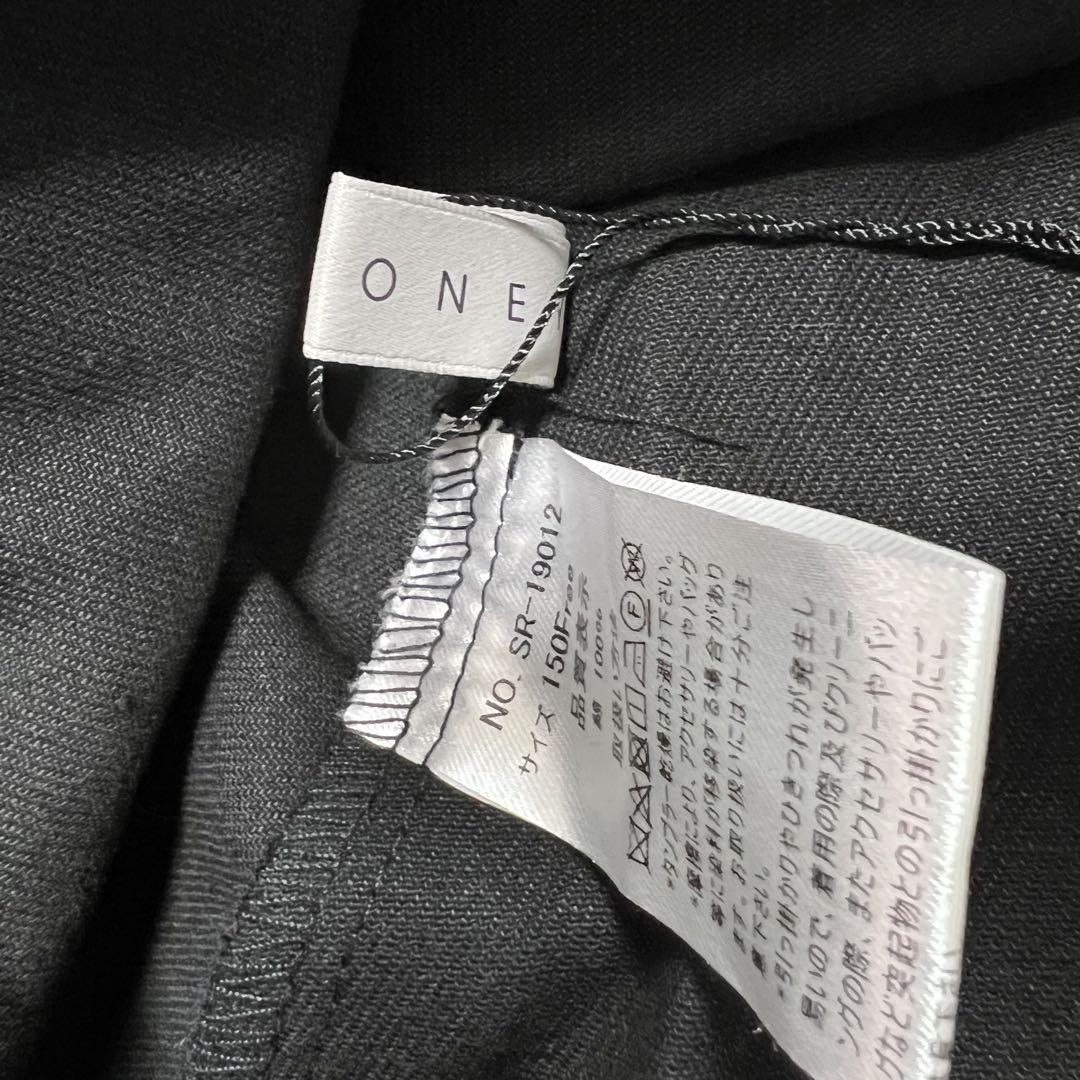 ONE
NO. SR-19012
サイズ 150Free
品質表示
綿 100%
取扱い方法
*タンブラー乾燥はお避け下さい。
*摩擦により、アクセサリーやバッグ
等に染料が移染する場合があり
ます。お取り扱いには十分ご注
意下さい。
*引っ掛かりやひきつれが発生し
易いので、着用の際及びクリーニ
ングの際、またアクセサリーやバッ
グなど突起物との引っ掛かりにご